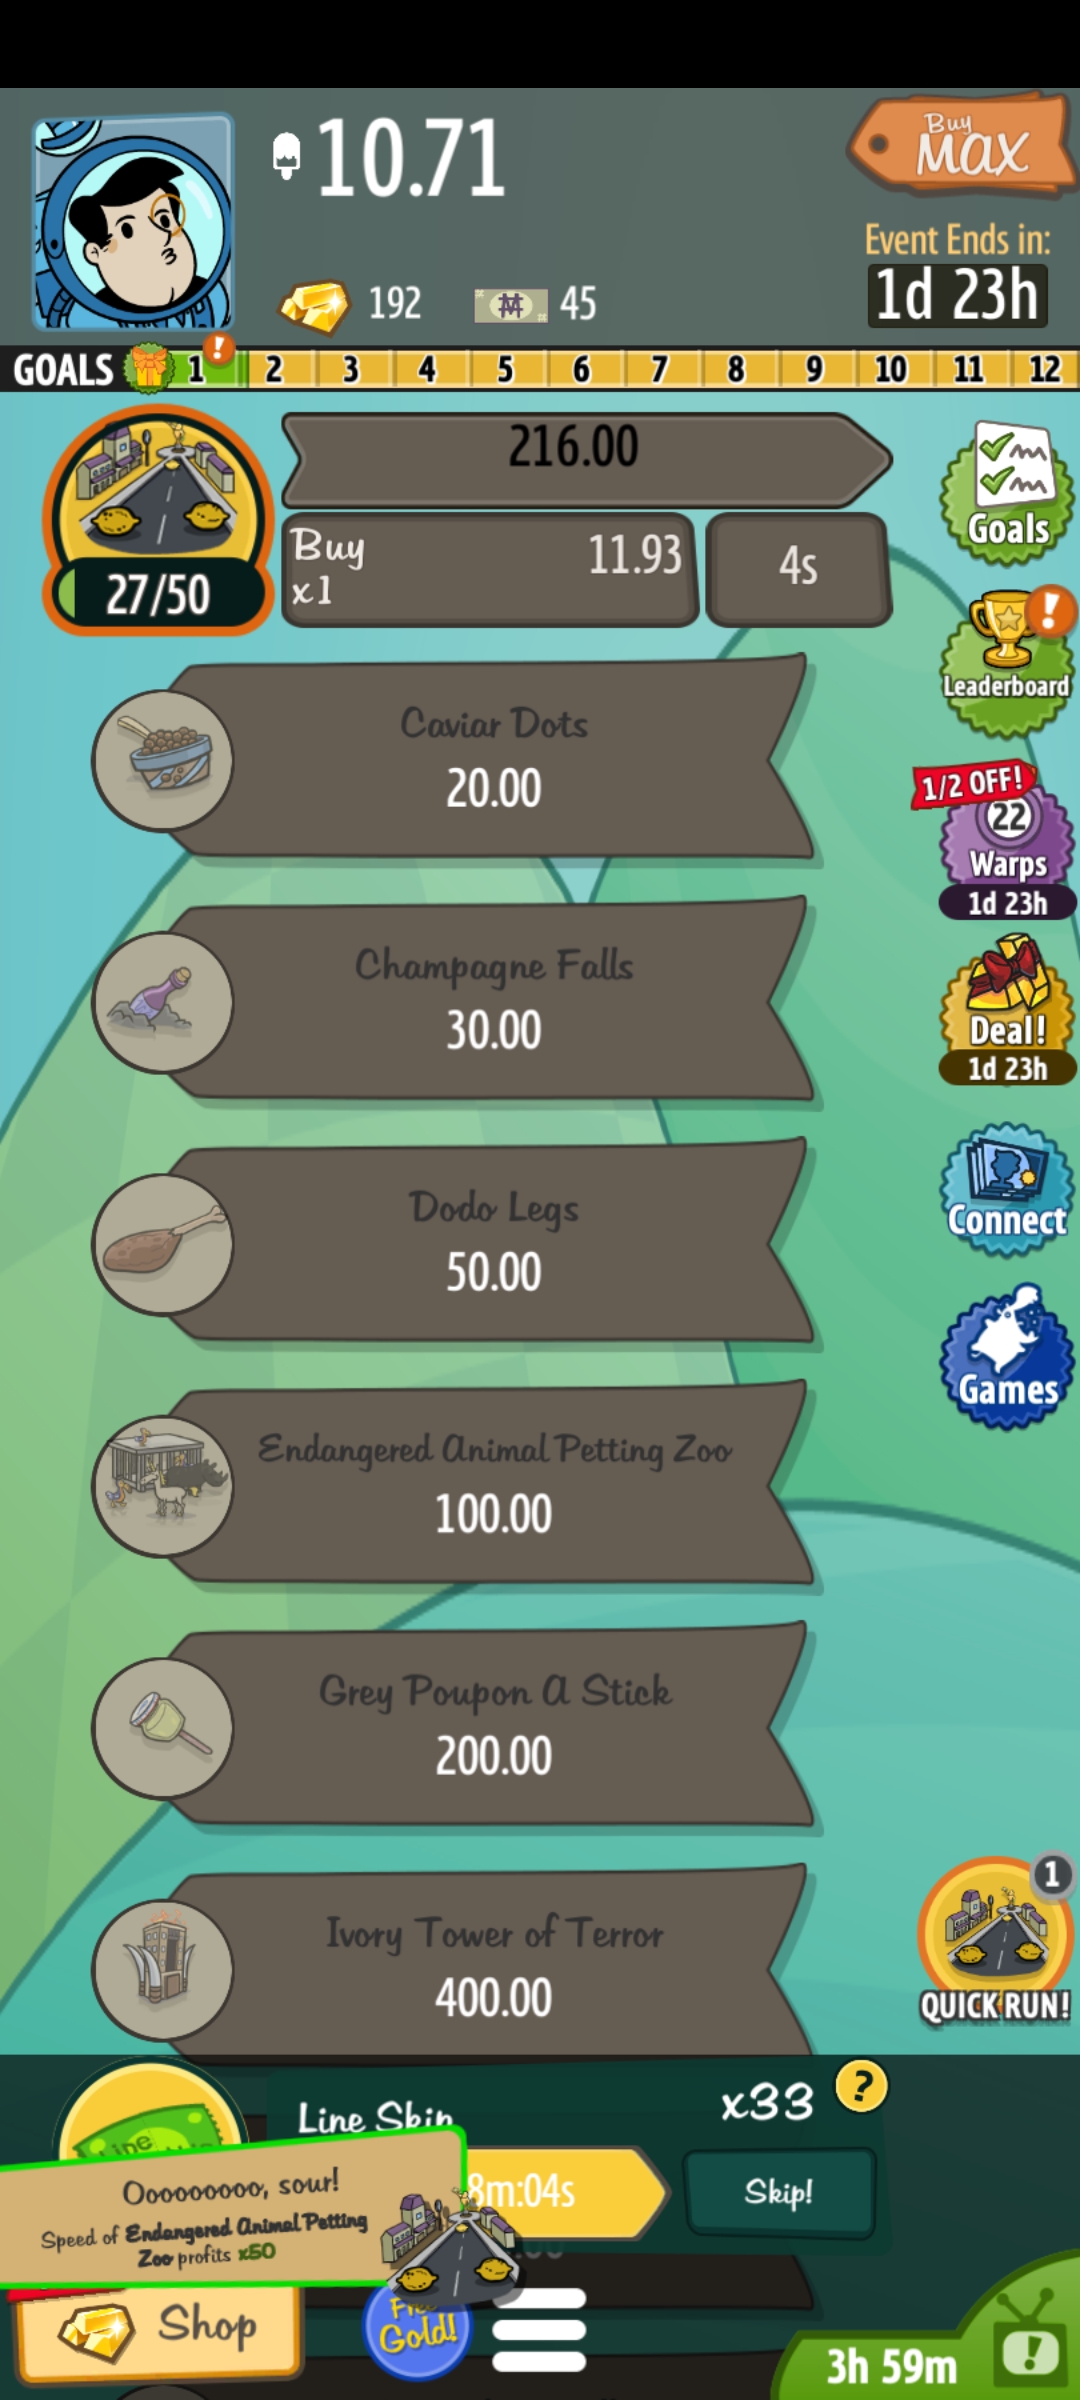 10.71
Buy
MAX
192
45
Event Ends in:
1d 23h
GOALS 1 ! 2 3 4 5 6 7 8 9 10 11 12
216.00
27/50
Buy
x1
11.93
4s
Goals
!
Leaderboard
Caviar Dots
20.00
1/2 OFF!
22
Warps
1d 23h
Champagne Falls
30.00
Deal!
1d 23h
Dodo Legs
50.00
Connect
Games
Endangered Animal Petting Zoo
100.00
Grey Poupon A Stick
200.00
Ivory Tower of Terror
400.00
1
QUICK RUN!
Line Skip
x33
?
8m:04s
Skip!
Ooooooooo, sour!
Speed of Endangered Animal Petting
Zoo profits x50
Shop
Free
Gold!
3h 59m
!